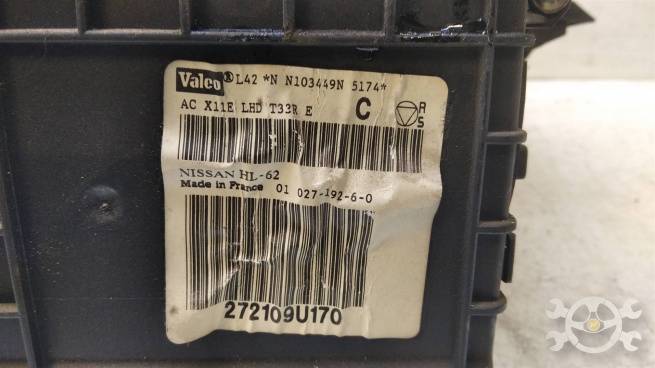 Valeo® L42 *N N103449N 5174*
AC X11E LHD T33R E C R S
NISSAN HL-62
Made in France 01 027-192-6-0
272109U170